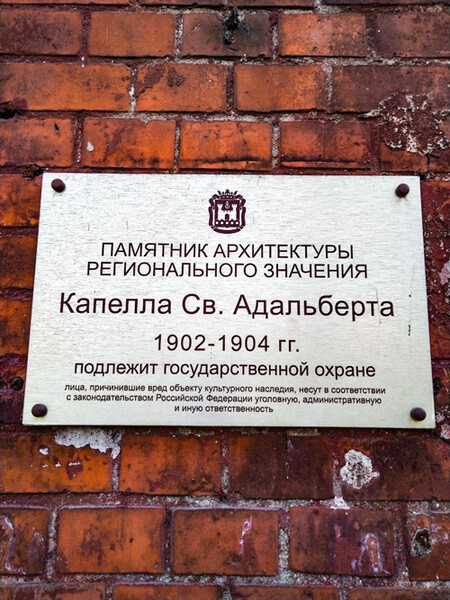 ПАМЯТНИК АРХИТЕКТУРЫ
РЕГИОНАЛЬНОГО ЗНАЧЕНИЯ
Капелла Св. Адальберта
1902-1904 гг.
подлежит государственной охране
лица, причинившие вред объекту культурного наследия, несут в соответствии
с законодательством Российской Федерации уголовную, административную
и иную ответственность